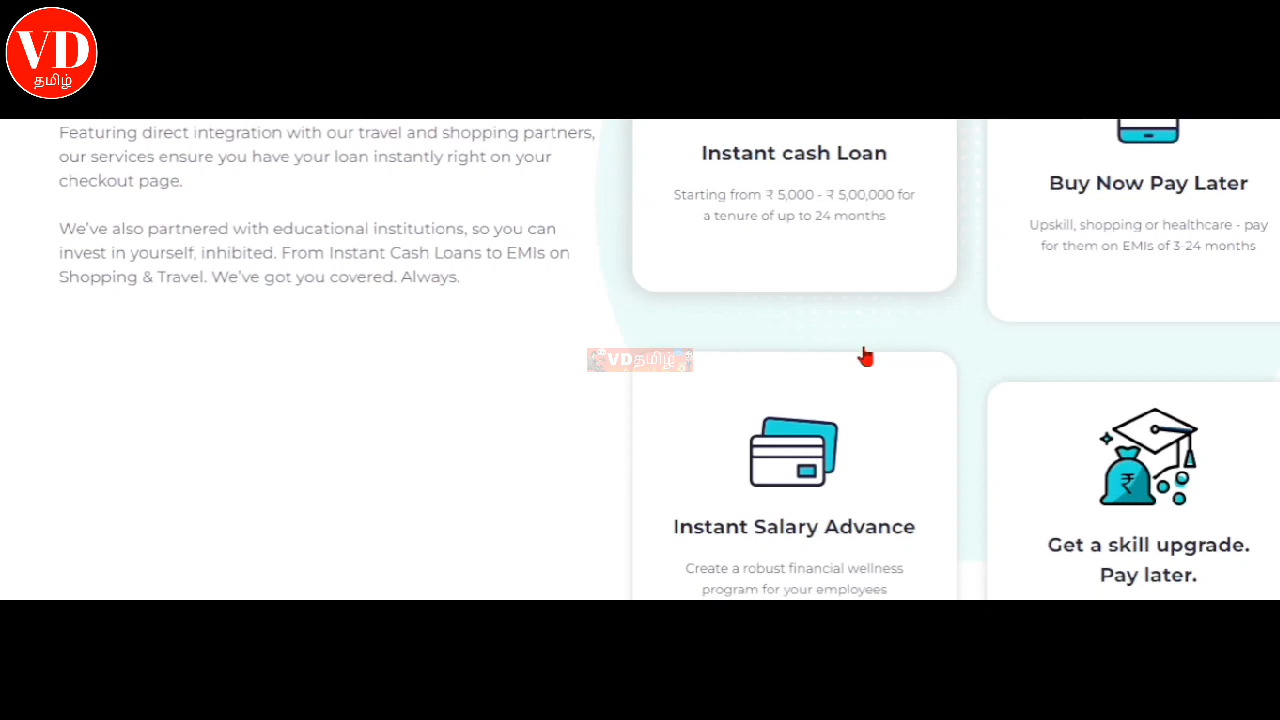 VD
தமிழ்
Featuring direct integration with our travel and shopping partners,
our services ensure you have your loan instantly right on your
checkout page.
We've also partnered with educational institutions, so you can
invest in yourself, inhibited. From Instant Cash Loans to EMIs on
Shopping & Travel. We've got you covered. Always.
Instant cash Loan
Starting from ₹ 5,000 - ₹ 5,00,000 for
a tenure of up to 24 months
Buy Now Pay Later
Upskill, shopping or healthcare - pay
for them on EMIs of 3-24 months
VDதமிழ்
Instant Salary Advance
Create a robust financial wellness
program for your employees
₹
Get a skill upgrade.
Pay later.